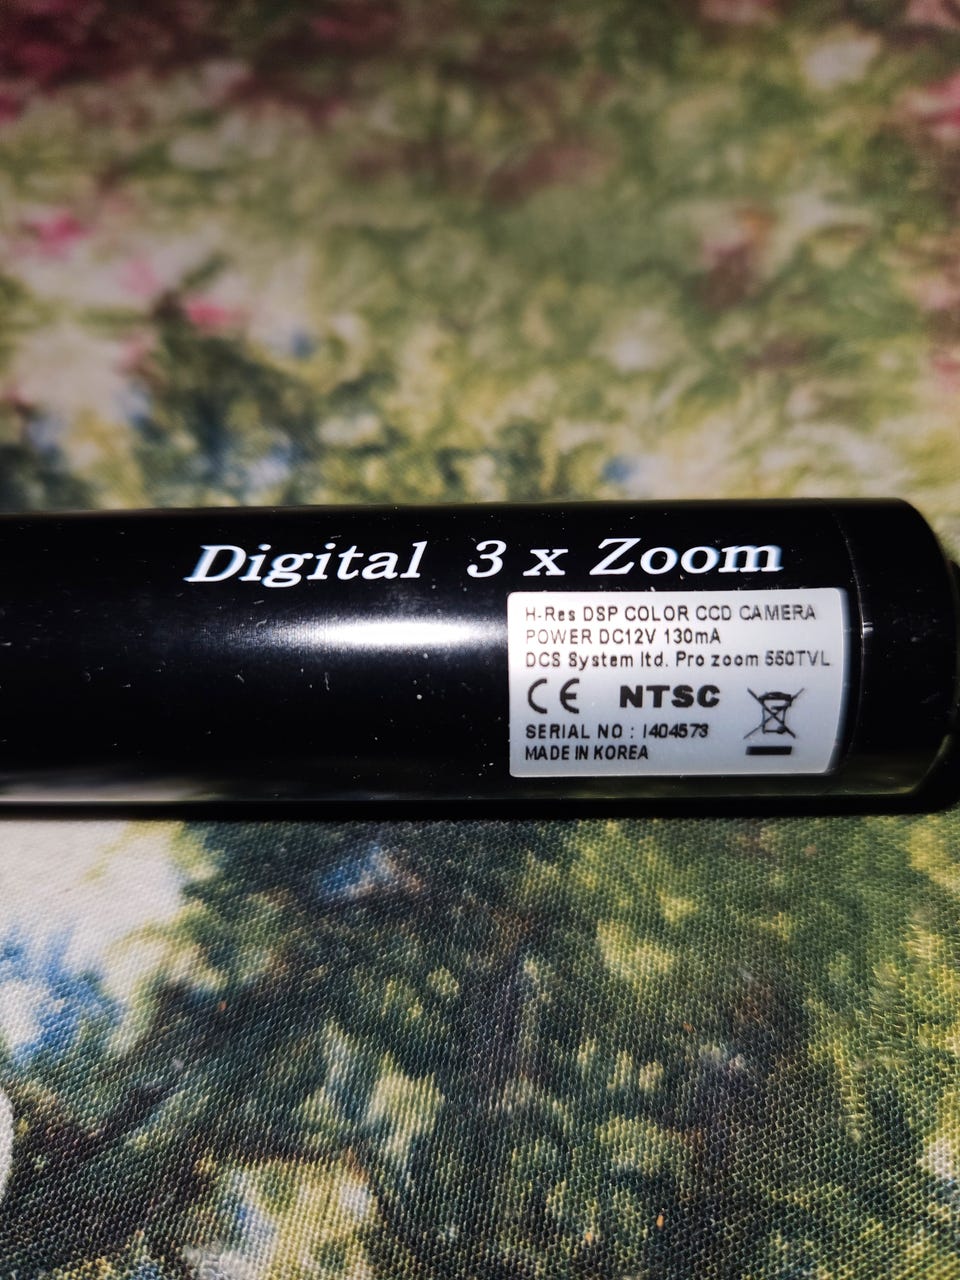 Digital 3 x Zoom
H-Res DSP COLOR CCD CAMERA
POWER DC12V 130mA
DCS System ltd. Pro zoom 550TVL
CE NTSC
SERIAL NO : 1404573
MADE IN KOREA